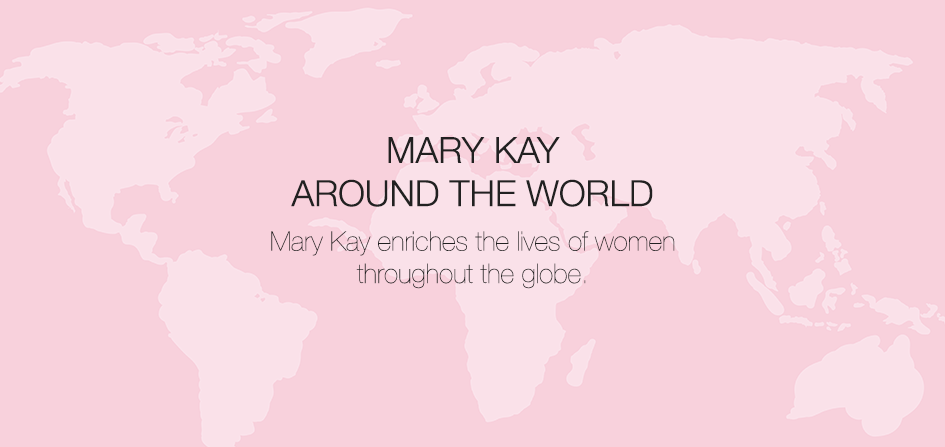 MARY KAY
AROUND THE WORLD
Mary Kay enriches the lives of women
throughout the globe.